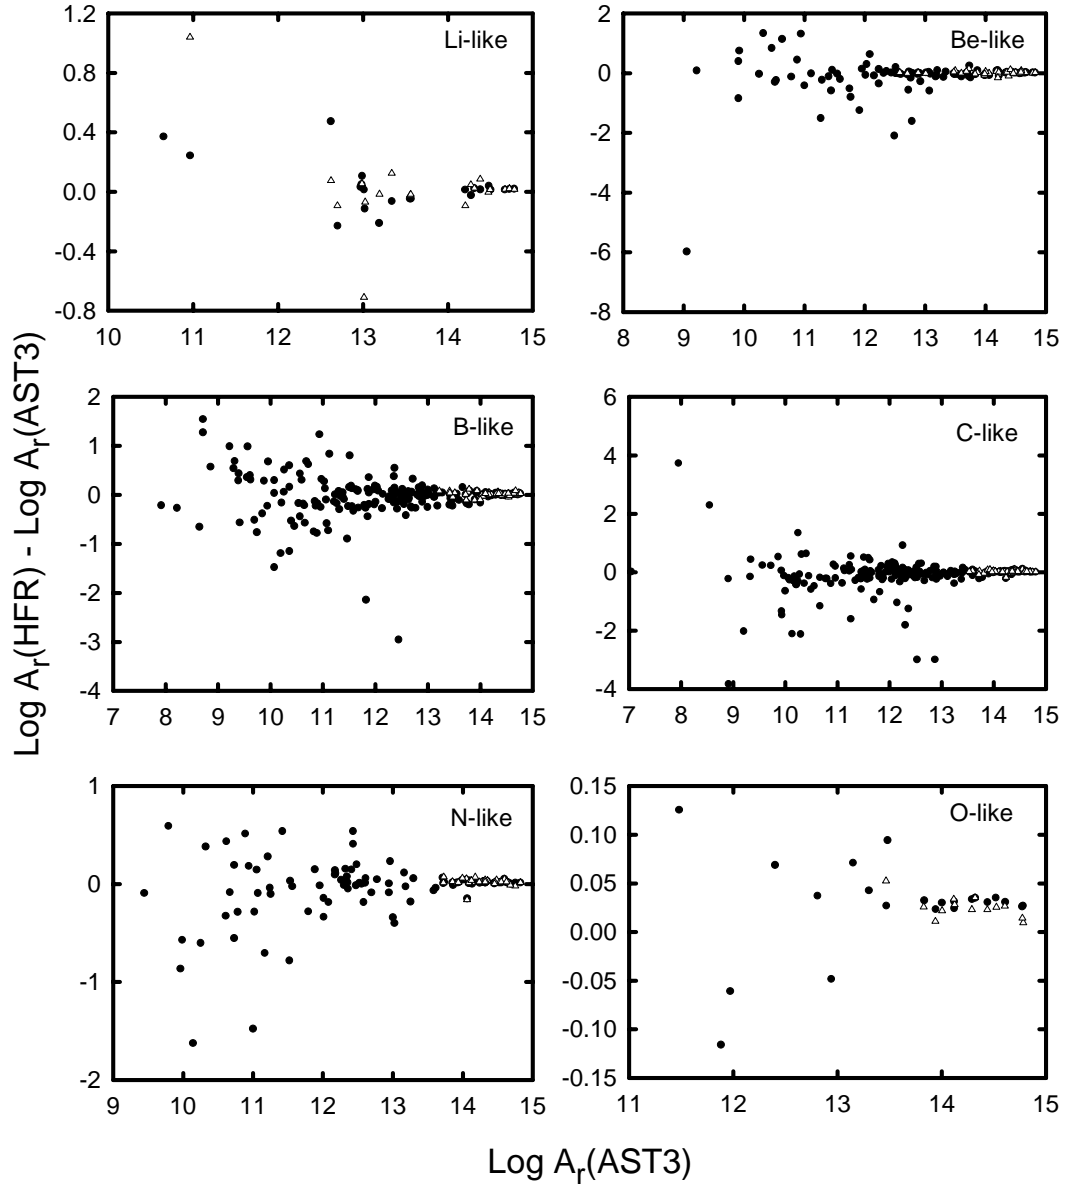 Log Ar(HFR) - Log Ar(AST3)
1.2
0.8
0.4
0.0
-0.4
-0.8
Li-like
10 11 12 13 14 15
2
0
-2
-4
-6
-8
Be-like
8 9 10 11 12 13 14 15
2
1
0
-1
-2
-3
-4
B-like
7 8 9 10 11 12 13 14 15
6
4
2
0
-2
-4
C-like
7 8 9 10 11 12 13 14 15
1
0
-1
-2
N-like
9 10 11 12 13 14 15
0.15
0.10
0.05
0.00
-0.05
-0.10
-0.15
O-like
11 12 13 14 15
Log Ar(AST3)